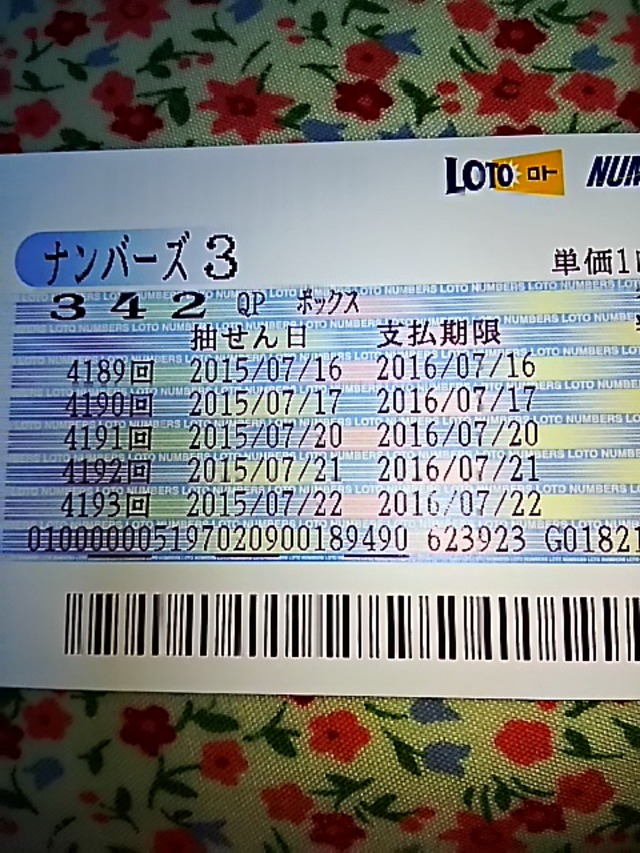 LOTO ロト NUM
ナンバーズ3 単価1
342 QP ボックス
抽せん日 支払期限
4189回 2015/07/16 2016/07/16
4190回 2015/07/17 2016/07/17
4191回 2015/07/20 2016/07/20
4192回 2015/07/21 2016/07/21
4193回 2015/07/22 2016/07/22
010000005197020900189490 623923 G01821